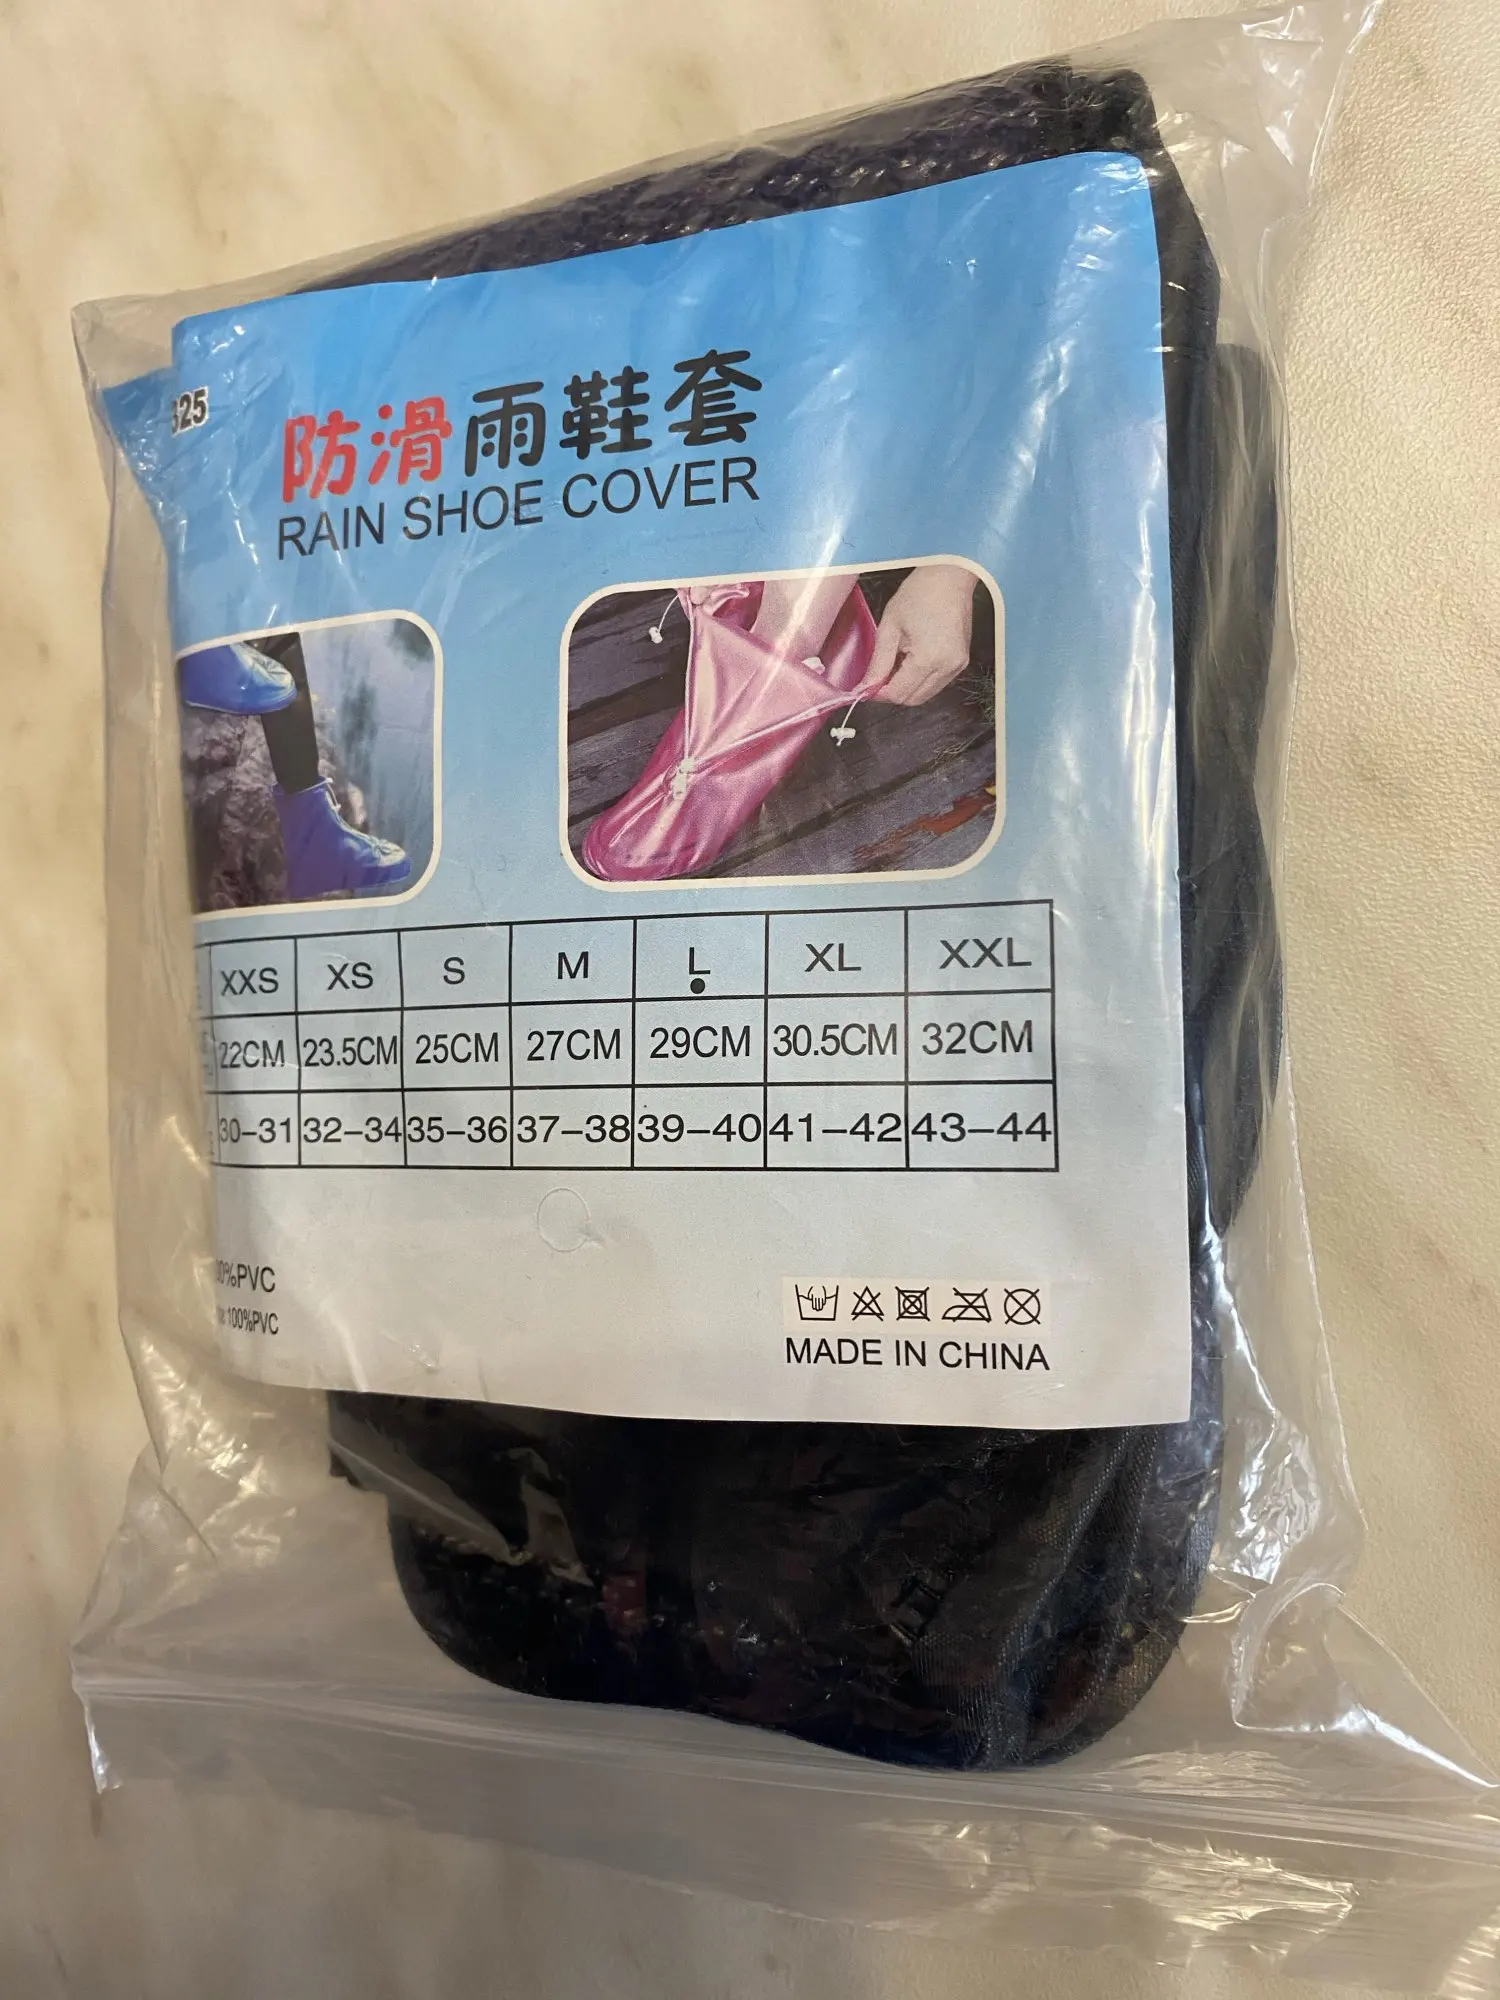 325
防滑雨鞋套
RAIN SHOE COVER
XXS XS S M L XL XXL
22CM 23.5CM 25CM 27CM 29CM 30.5CM 32CM
30–31 32–34 35–36 37–38 39–40 41–42 43–44
0%PVC
100%PVC
MADE IN CHINA